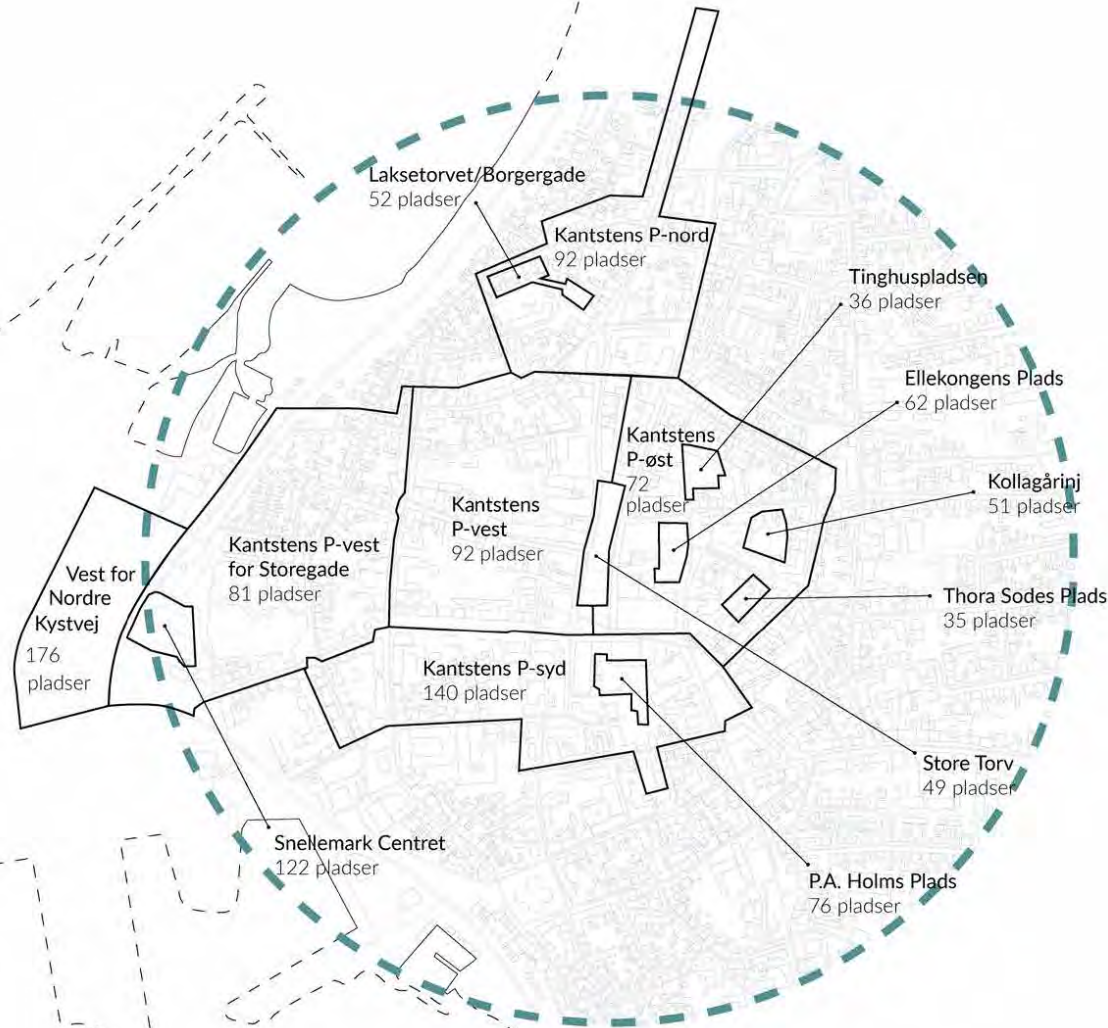 Laksetorvet/Borgergade
52 pladser
Kantstens P-nord
92 pladser
Tinghuspladsen
36 pladser
Ellekongens Plads
62 pladser
Kantstens
P-øst
72
pladser
Kollagårinj
51 pladser
Kantstens
P-vest
92 pladser
Kantstens P-vest
for Storegade
81 pladser
Vest for
Nordre
Kystvej
176
pladser
Thora Sodes Plads
35 pladser
Kantstens P-syd
140 pladser
Store Torv
49 pladser
Snellemark Centret
122 pladser
P.A. Holms Plads
76 pladser